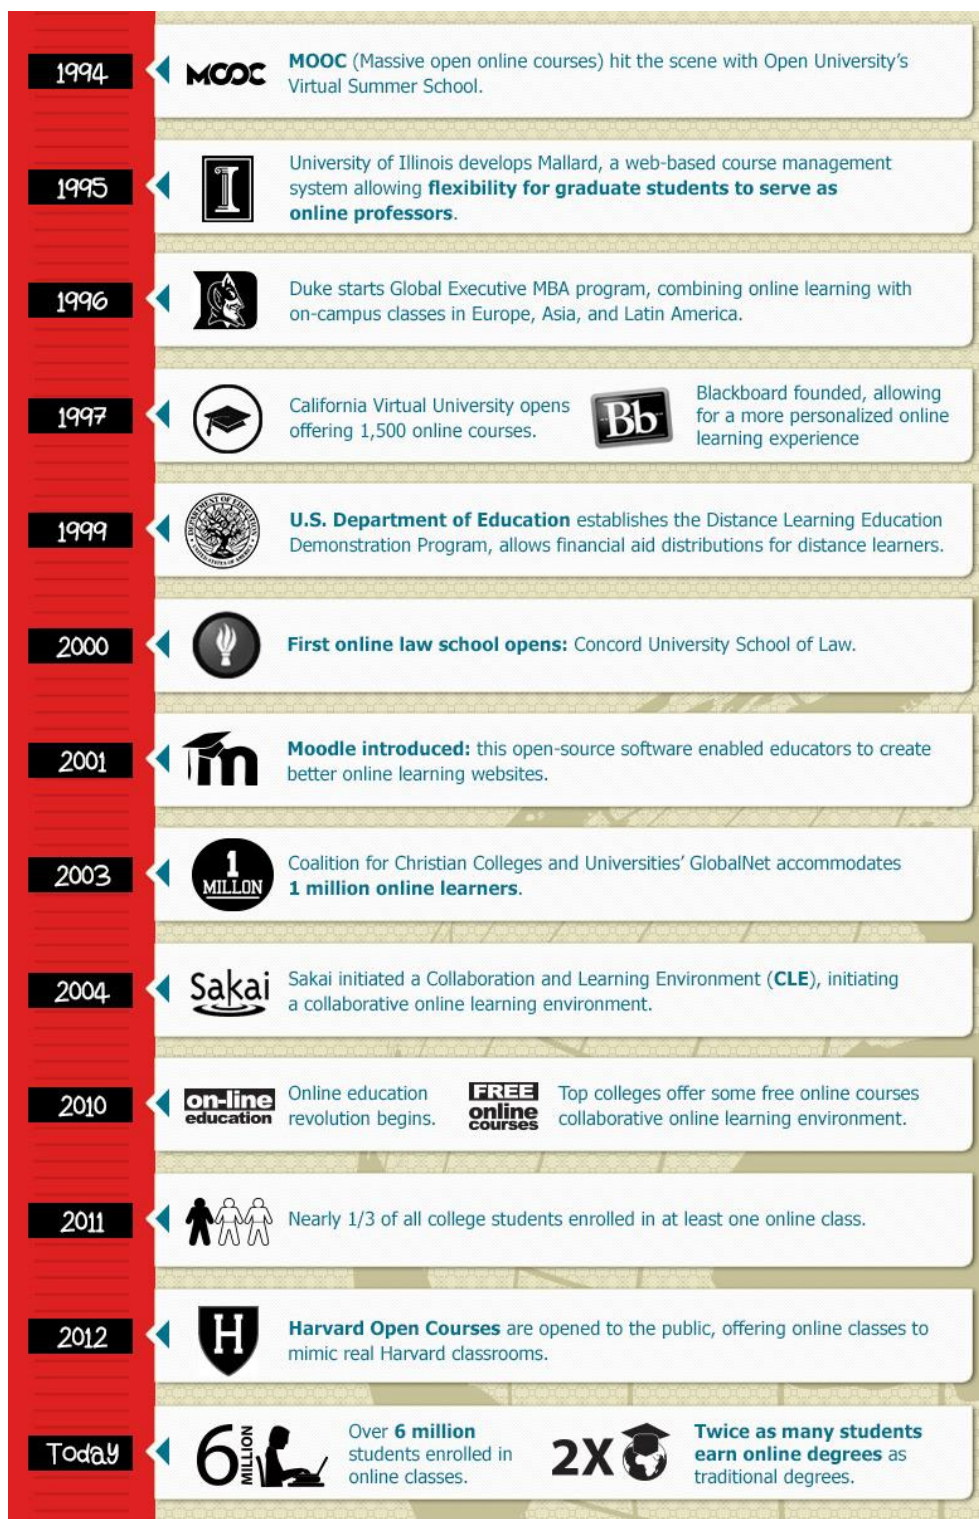 1994
MOOC
MOOC (Massive open online courses) hit the scene with Open University's
Virtual Summer School.
1995
I
University of Illinois develops Mallard, a web-based course management
system allowing flexibility for graduate students to serve as
online professors.
1996
Duke starts Global Executive MBA program, combining online learning with
on-campus classes in Europe, Asia, and Latin America.
1997
California Virtual University opens
offering 1,500 online courses.
Bb
Blackboard founded, allowing
for a more personalized online
learning experience
1999
DEPARTMENT OF EDUCATION
UNITED STATES OF AMERICA
U.S. Department of Education establishes the Distance Learning Education
Demonstration Program, allows financial aid distributions for distance learners.
2000
First online law school opens: Concord University School of Law.
2001
m
Moodle introduced: this open-source software enabled educators to create
better online learning websites.
2003
1
MILLON
Coalition for Christian Colleges and Universities' GlobalNet accommodates
1 million online learners.
2004
Sakai
Sakai initiated a Collaboration and Learning Environment (CLE), initiating
a collaborative online learning environment.
2010
on-line
education
Online education
revolution begins.
FREE
online
courses
Top colleges offer some free online courses
collaborative online learning environment.
2011
Nearly 1/3 of all college students enrolled in at least one online class.
2012
H
Harvard Open Courses are opened to the public, offering online classes to
mimic real Harvard classrooms.
Today
6 MILLION
Over 6 million
students enrolled in
online classes.
2X
Twice as many students
earn online degrees as
traditional degrees.